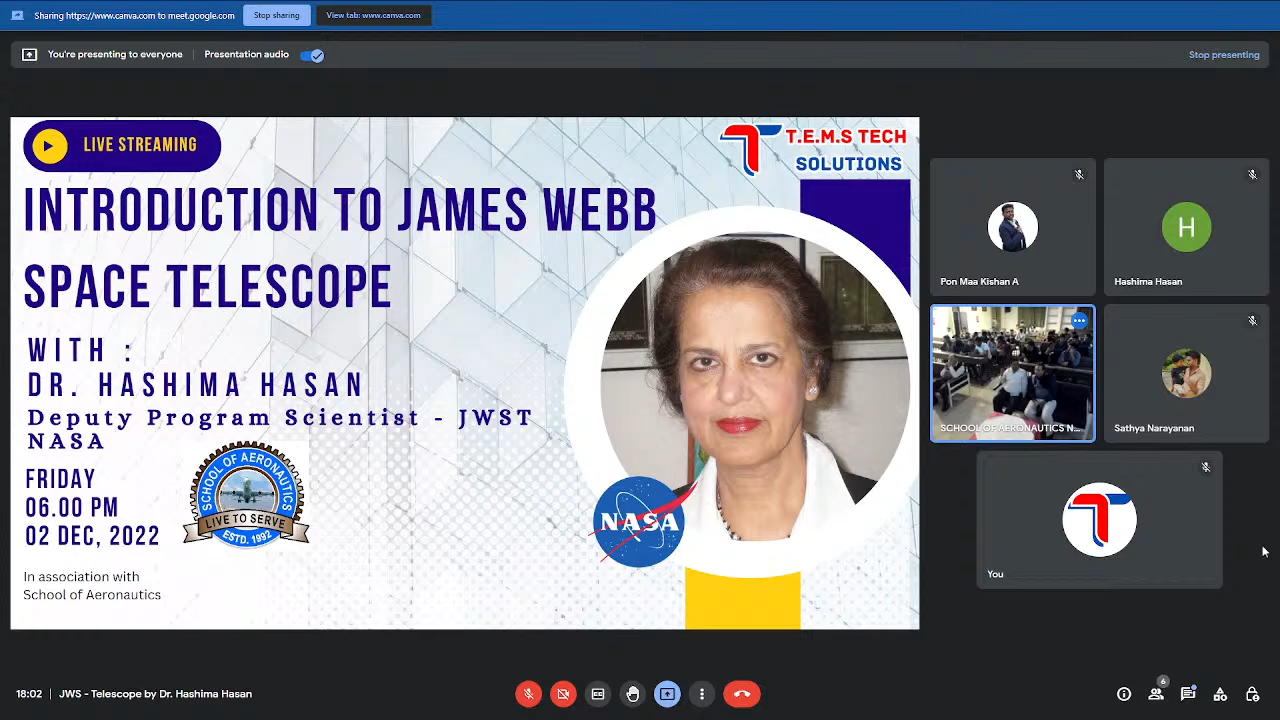 Sharing https://www.canva.com to meet.google.com
Stop sharing
View tab: www.canva.com
You're presenting to everyone
Presentation audio
Stop presenting
LIVE STREAMING
T.E.M.S TECH
SOLUTIONS
INTRODUCTION TO JAMES WEBB
SPACE TELESCOPE
WITH :
DR. HASHIMA HASAN
Deputy Program Scientist - JWST
NASA
FRIDAY
06.00 PM
02 DEC, 2022
SCHOOL OF AERONAUTICS
LIVE TO SERVE
ESTD. 1992
In association with
School of Aeronautics
NASA
Pon Maa Kishan A
H
Hashima Hasan
SCHOOL OF AERONAUTICS N...
Sathya Narayanan
You
18:02
JWS - Telescope by Dr. Hashima Hasan
6